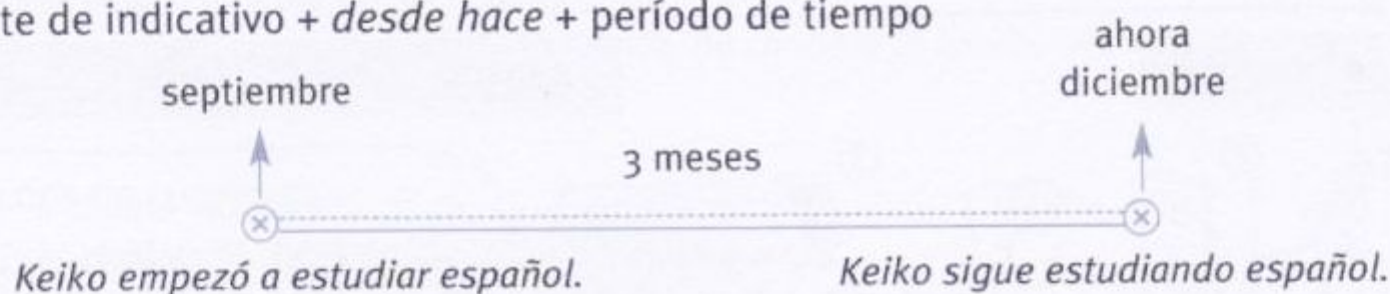 te de indicativo + desde hace + período de tiempo
ahora
septiembre
diciembre
3 meses
Keiko empezó a estudiar español.
Keiko sigue estudiando español.